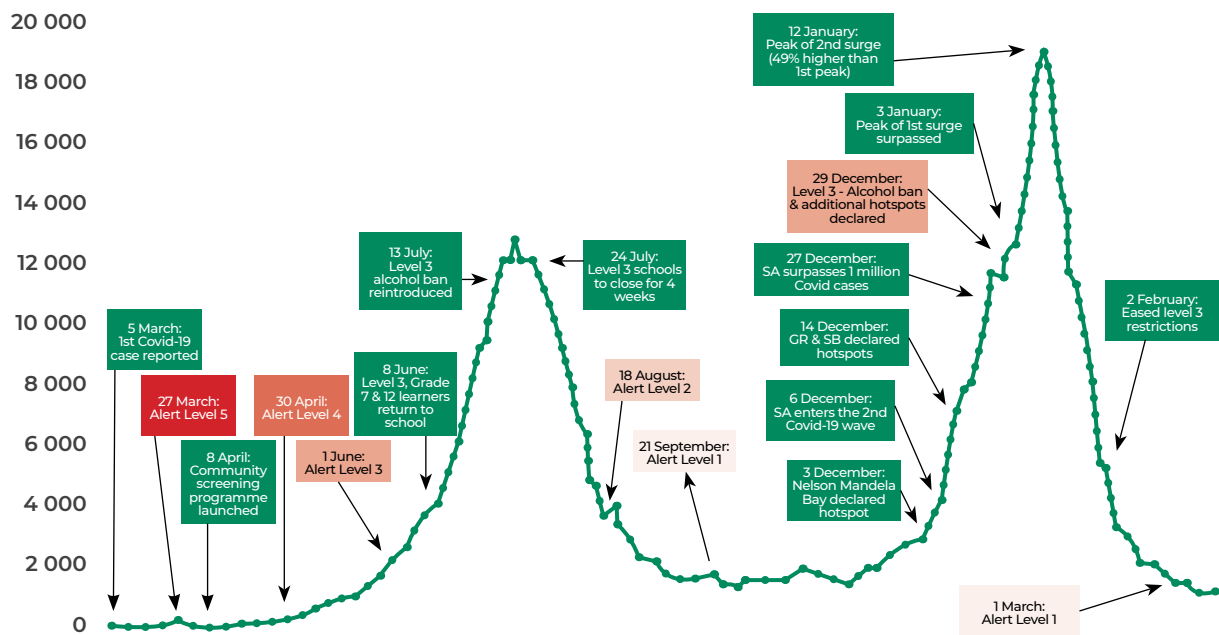 20 000
18 000
16 000
14 000
12 000
10 000
8 000
6 000
4 000
2 000
0
5 March:
1st Covid-19
case reported
27 March:
Alert Level 5
8 April:
Community
screening
programme
launched
30 April:
Alert Level 4
1 June:
Alert Level 3
8 June:
Level 3, Grade
7 & 12 learners
return to
school
13 July:
Level 3
alcohol ban
reintroduced
24 July:
Level 3 schools
to close for 4
weeks
18 August:
Alert Level 2
21 September:
Alert Level 1
3 December:
Nelson Mandela
Bay declared
hotspot
6 December:
SA enters the 2nd
Covid-19 wave
14 December:
GR & SB declared
hotspots
27 December:
SA surpasses 1 million
Covid cases
29 December:
Level 3 - Alcohol ban
& additional hotspots
declared
3 January:
Peak of 1st surge
surpassed
12 January:
Peak of 2nd surge
(49% higher than
1st peak)
2 February:
Eased level 3
restrictions
1 March:
Alert Level 1